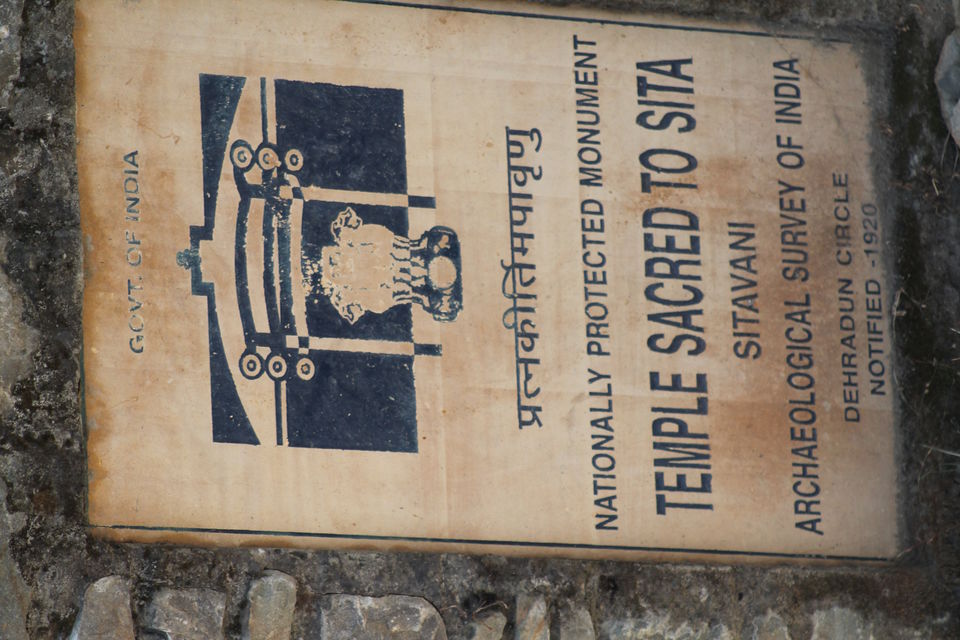 GOVT. OF INDIA
प्रत्नकीर्तिमपावृणु
NATIONALLY PROTECTED MONUMENT
TEMPLE SACRED TO SITA
SITAVANI
ARCHAEOLOGICAL SURVEY OF INDIA
DEHRADUN CIRCLE
NOTIFIED -1920